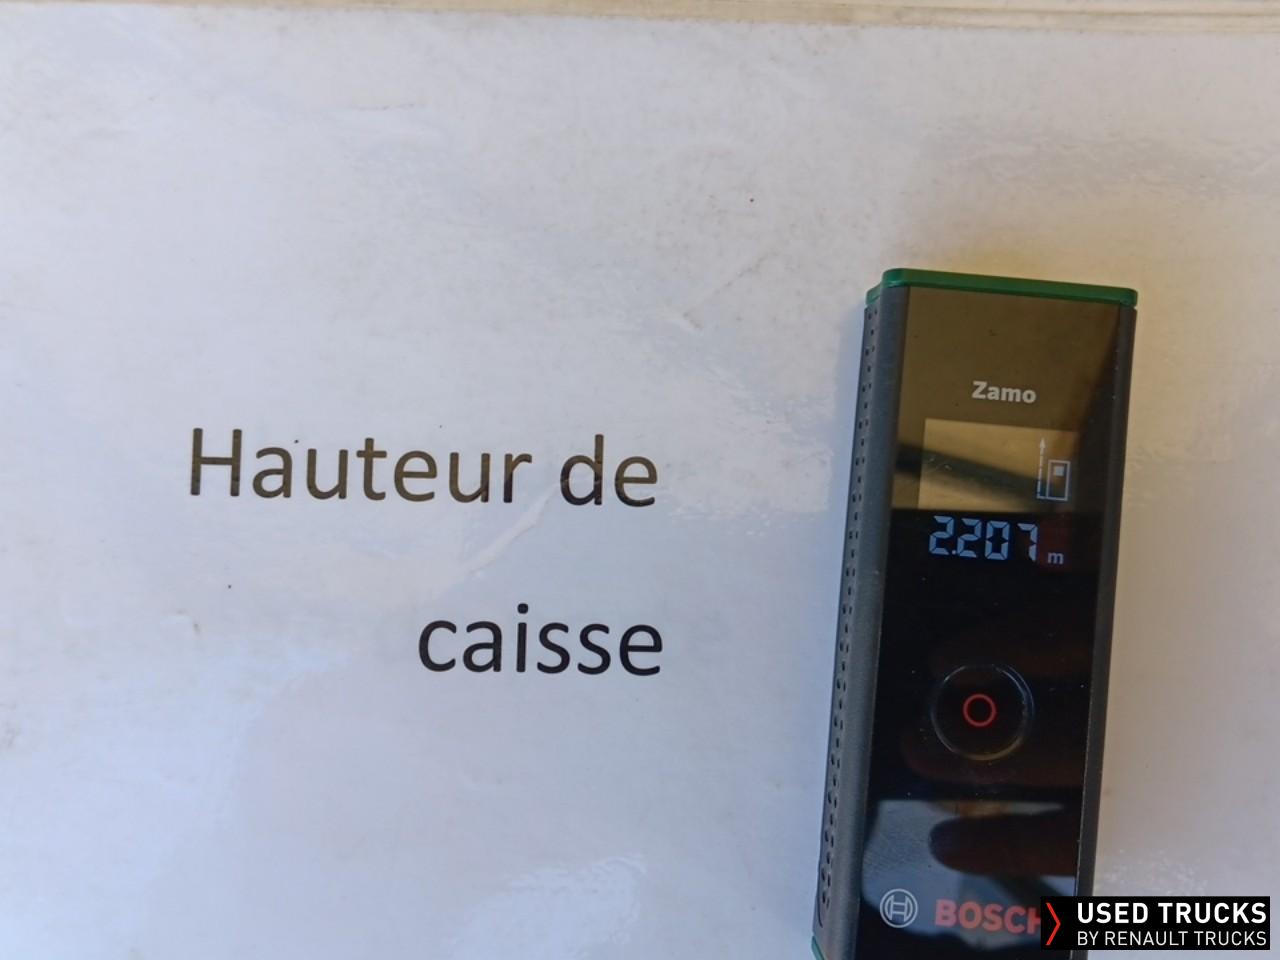 Hauteur de
caisse
Zamo
2.207 m
BOSCH
USED TRUCKS
BY RENAULT TRUCKS